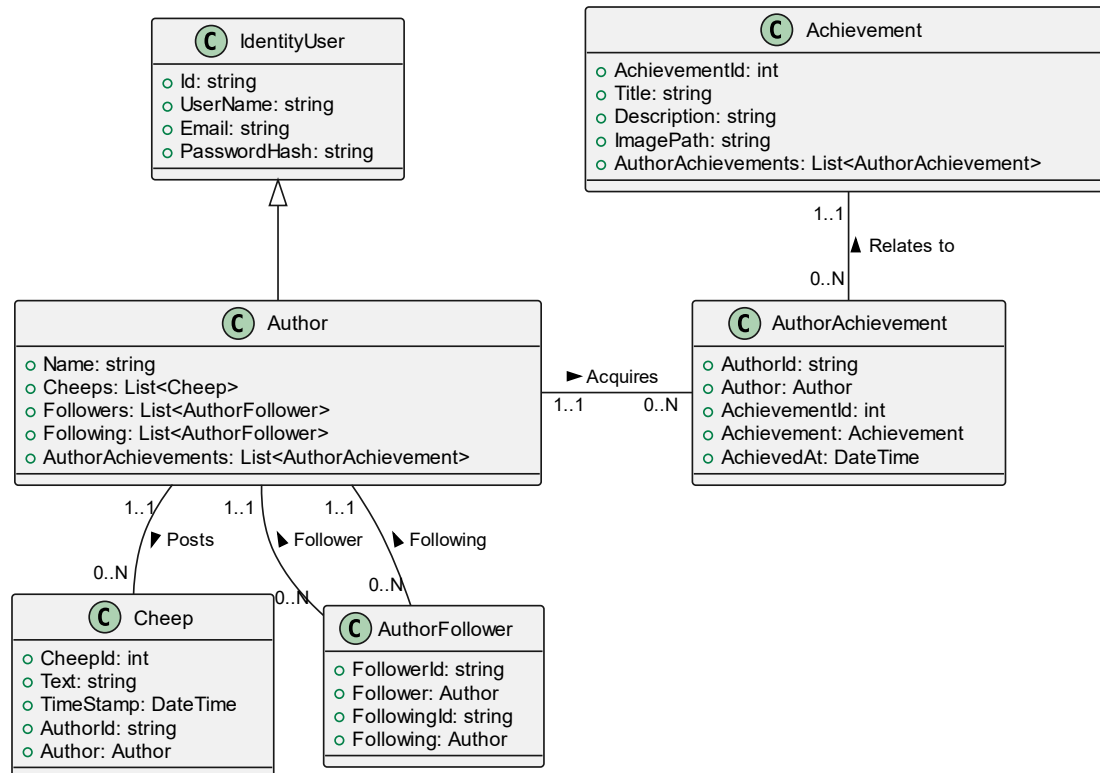 C IdentityUser
Id: string
UserName: string
Email: string
PasswordHash: string
C Achievement
AchievementId: int
Title: string
Description: string
ImagePath: string
AuthorAchievements: List<AuthorAchievement>
1..1
Relates to
0..N
C Author
Name: string
Cheeps: List<Cheep>
Followers: List<AuthorFollower>
Following: List<AuthorFollower>
AuthorAchievements: List<AuthorAchievement>
Acquires
1..1 0..N
C AuthorAchievement
AuthorId: string
Author: Author
AchievementId: int
Achievement: Achievement
AchievedAt: DateTime
1..1 1..1 1..1
Posts Follower Following
0..N 0..N 0..N
C Cheep
CheepId: int
Text: string
TimeStamp: DateTime
AuthorId: string
Author: Author
C AuthorFollower
FollowerId: string
Follower: Author
FollowingId: string
Following: Author